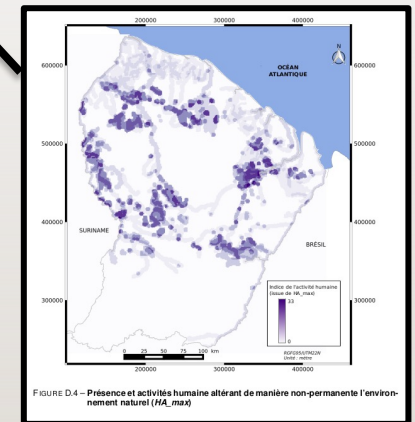 200000 300000 400000
N
OCÉAN
ATLANTIQUE
600000 600000
500000 500000
400000 400000
SURINAME
BRÉSIL
300000 300000
Indice de l'activité humaine
(issue de HA_max)
33
0
0 25 50 75 100 km
RGFG95/UTM22N
Unité : mètre
200000 300000 400000
FIGURE D.4 – Présence et activités humaine altérant de manière non-permanente l'environ-
nement naturel (HA_max)